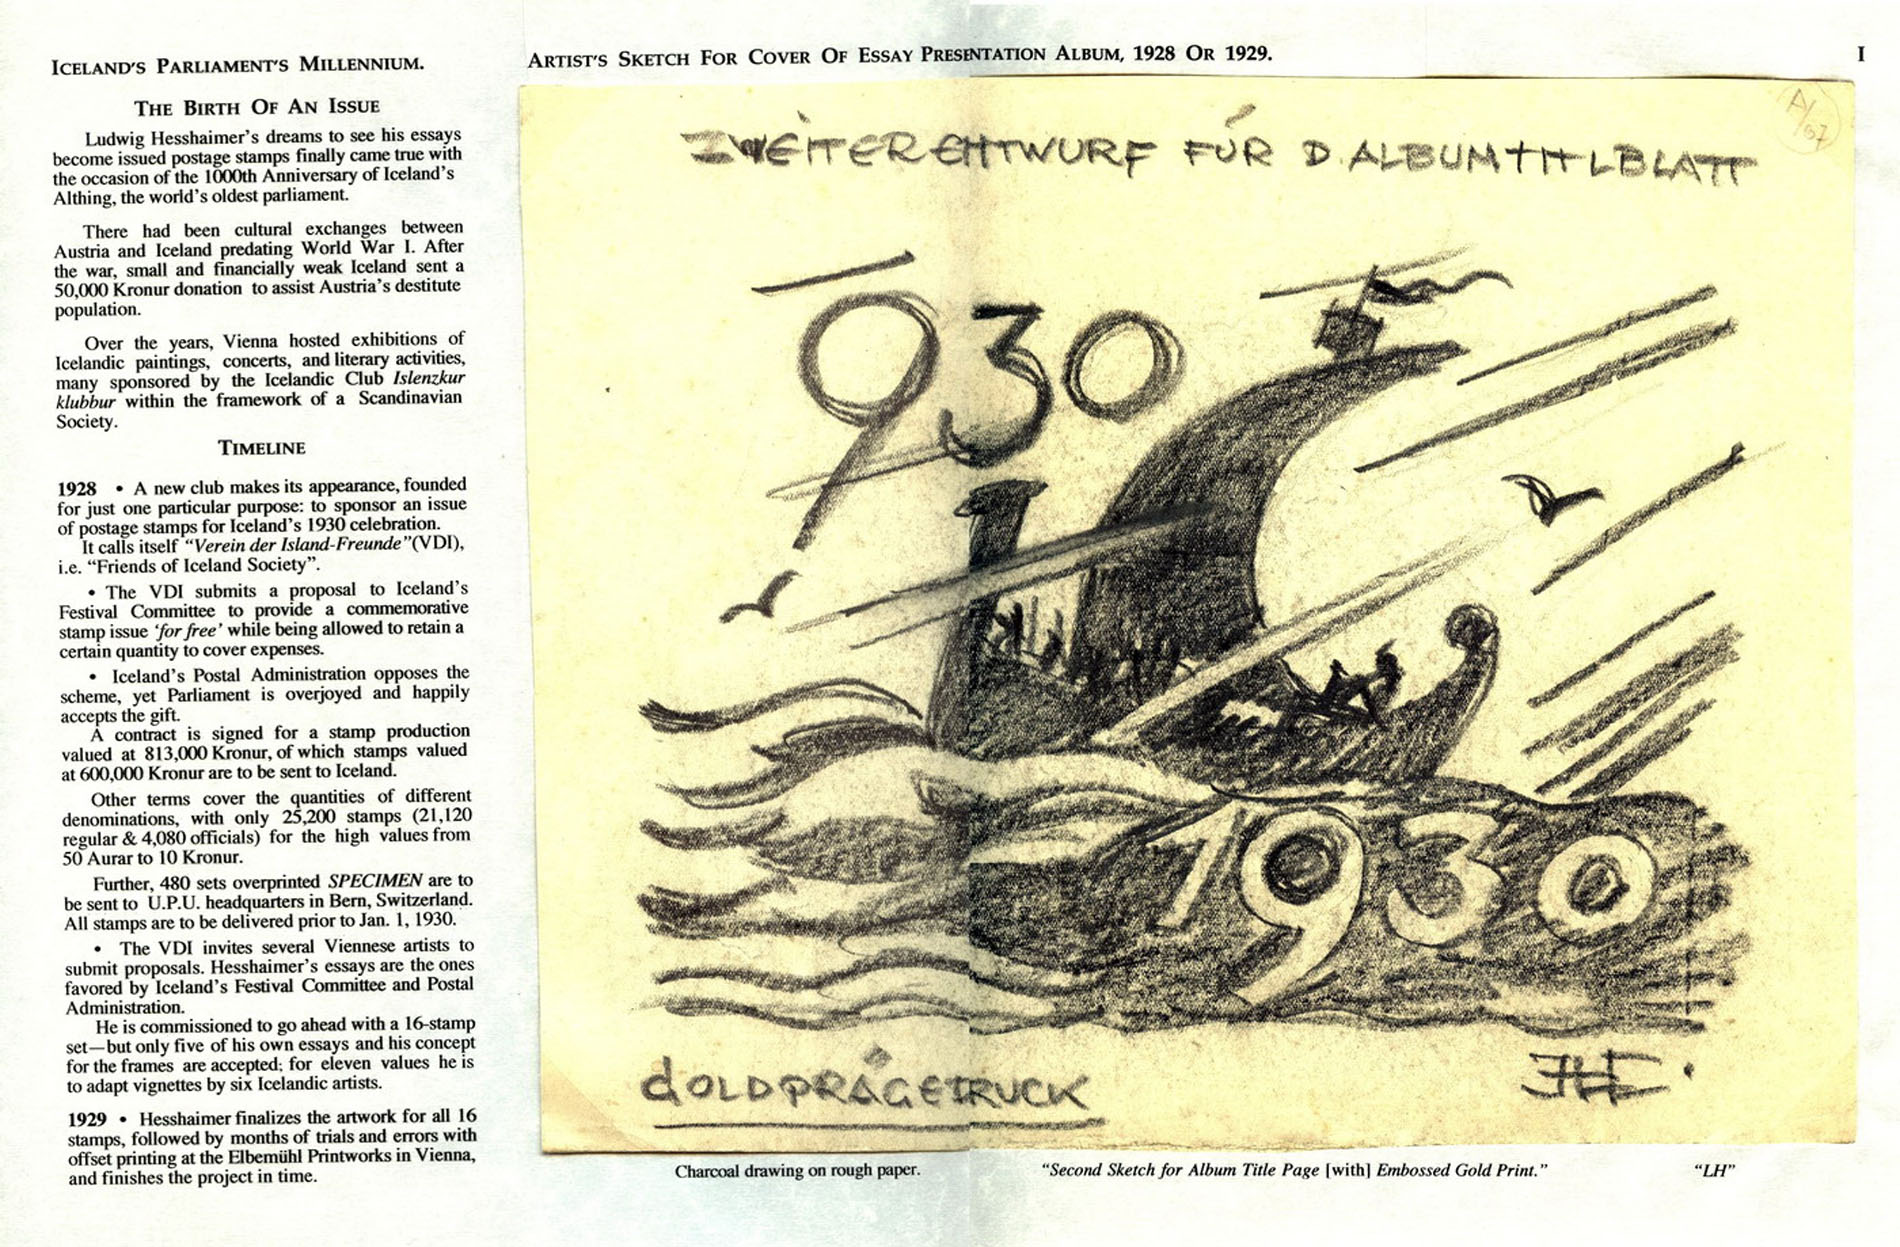 ICELAND'S PARLIAMENT'S MILLENNIUM.
THE BIRTH OF AN ISSUE
Ludwig Hesshaimer's dreams to see his essays
become issued postage stamps finally came true with
the occasion of the 1000th Anniversary of Iceland's
Althing, the world's oldest parliament.
There had been cultural exchanges between
Austria and Iceland predating World War I. After
the war, small and financially weak Iceland sent a
50,000 Kronur donation to assist Austria's destitute
population.
Over the years, Vienna hosted exhibitions of
Icelandic paintings, concerts, and literary activities,
many sponsored by the Icelandic Club Islenzkur
klubbur within the framework of a Scandinavian
Society.
TIMELINE
1928 • A new club makes its appearance, founded
for just one particular purpose: to sponsor an issue
of postage stamps for Iceland's 1930 celebration.
It calls itself "Verein der Island-Freunde"(VDI),
i.e. "Friends of Iceland Society".
• The VDI submits a proposal to Iceland's
Festival Committee to provide a commemorative
stamp issue 'for free' while being allowed to retain a
certain quantity to cover expenses.
• Iceland's Postal Administration opposes the
scheme, yet Parliament is overjoyed and happily
accepts the gift.
A contract is signed for a stamp production
valued at 813,000 Kronur, of which stamps valued
at 600,000 Kronur are to be sent to Iceland.
Other terms cover the quantities of different
denominations, with only 25,200 stamps (21,120
regular & 4,080 officials) for the high values from
50 Aurar to 10 Kronur.
Further, 480 sets overprinted SPECIMEN are to
be sent to U.P.U. headquarters in Bern, Switzerland.
All stamps are to be delivered prior to Jan. 1, 1930.
• The VDI invites several Viennese artists to
submit proposals. Hesshaimer's essays are the ones
favored by Iceland's Festival Committee and Postal
Administration.
He is commissioned to go ahead with a 16-stamp
set—but only five of his own essays and his concept
for the frames are accepted; for eleven values he is
to adapt vignettes by six Icelandic artists.
1929 • Hesshaimer finalizes the artwork for all 16
stamps, followed by months of trials and errors with
offset printing at the Elbemühl Printworks in Vienna,
and finishes the project in time.
ARTIST'S SKETCH FOR COVER OF ESSAY PRESENTATION ALBUM, 1928 OR 1929.
I
A/37
ZWEITER ENTWURF FÜR D. ALBUMTITLBLATT
930
1930
GOLDPRÄGEDRUCK
Charcoal drawing on rough paper.
"Second Sketch for Album Title Page [with] Embossed Gold Print."
"LH"